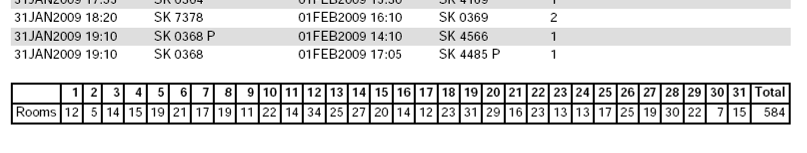 31JAN2009 18:20 SK 7378 01FEB2009 16:10 SK 0369 2
31JAN2009 19:10 SK 0368 P 01FEB2009 14:10 SK 4566 1
31JAN2009 19:10 SK 0368 01FEB2009 17:05 SK 4485 P 1
1 2 3 4 5 6 7 8 9 10 11 12 13 14 15 16 17 18 19 20 21 22 23 24 25 26 27 28 29 30 31 Total
Rooms 12 5 14 15 19 21 17 19 11 22 14 34 25 27 20 14 12 23 31 29 16 23 13 13 17 25 19 30 22 7 15 584